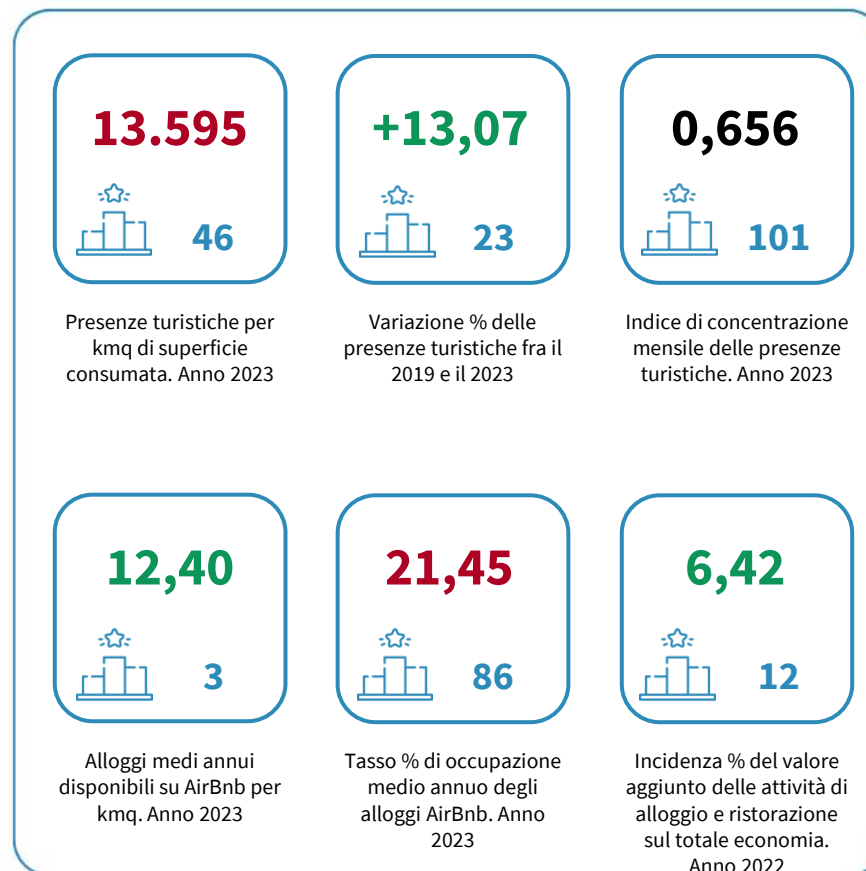 13.595
46
Presenze turistiche per
kmq di superficie
consumata. Anno 2023
+13,07
23
Variazione % delle
presenze turistiche fra il
2019 e il 2023
0,656
101
Indice di concentrazione
mensile delle presenze
turistiche. Anno 2023
12,40
3
Alloggi medi annui
disponibili su AirBnb per
kmq. Anno 2023
21,45
86
Tasso % di occupazione
medio annuo degli
alloggi AirBnb. Anno
2023
6,42
12
Incidenza % del valore
aggiunto delle attività di
alloggio e ristorazione
sul totale economia.
Anno 2022